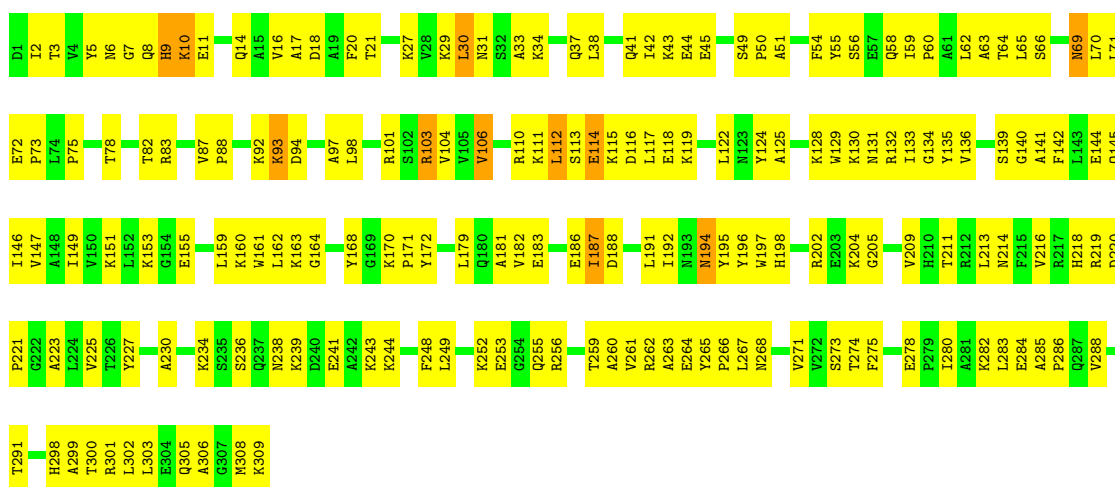 D1 I2 T3 V4 Y5 N6 G7 Q8 H9 K10 E11 Q14 A15 V16 A17 D18 A19 F20 T21 K27 V28 K29 L30 N31 S32 A33 K34 Q37 L38 Q41 I42 K43 E44 E45 S49 P50 A51 F54 Y55 S56 E57 Q58 I59 P60 A61 L62 A63 T64 L65 S66 N69 L70
E72 P73 L74 P75 T78 T82 R83 V87 P88 K92 K93 D94 A97 L98 R101 S102 R103 V104 V105 V106 R110 K111 L112 S113 E114 K115 D116 L117 E118 K119 L122 N123 Y124 A125 K128 W129 K130 N131 R132 I133 G134 Y135 V136 S139 G140 A141 F142 L143 E144
I146 V147 A148 I149 V150 K151 L152 K153 G154 E155 L159 K160 W161 L162 K163 G164 Y168 G169 K170 P171 Y172 L179 Q180 A181 V182 E183 E186 I187 D188 L191 I192 N193 N194 Y195 Y196 W197 H198 R202 E203 K204 G205 V209 H210 T211 R212 L213 N214 F215 V216 R217 H218 R219 D220
P221 G222 A223 L224 V225 T226 Y227 A230 K234 S235 S236 Q237 N238 K239 D240 E241 A242 K243 K244 F248 L249 K252 E253 G254 Q255 R256 T259 A260 V261 R262 A263 E264 Y265 P266 L267 N268 V271 V272 S273 T274 F275 E278 P279 I280 A281 K282 L283 E284 A285 P286 Q287 V288
T291 H298 A299 T300 R301 L302 L303 E304 Q305 A306 G307 M308 K309